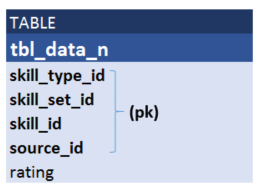 TABLE
tbl_data_n
skill_type_id
skill_set_id
skill_id
source_id
(pk)
rating